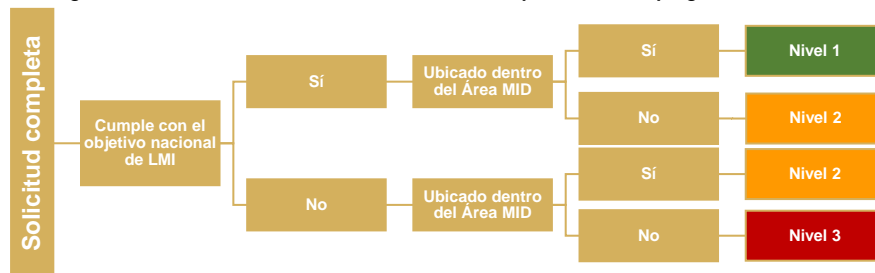 Solicitud completa
Cumple con el
objetivo nacional
de LMI
Sí
Ubicado dentro
del Área MID
Sí
Nivel 1
No
Nivel 2
No
Ubicado dentro
del Área MID
Sí
Nivel 2
No
Nivel 3